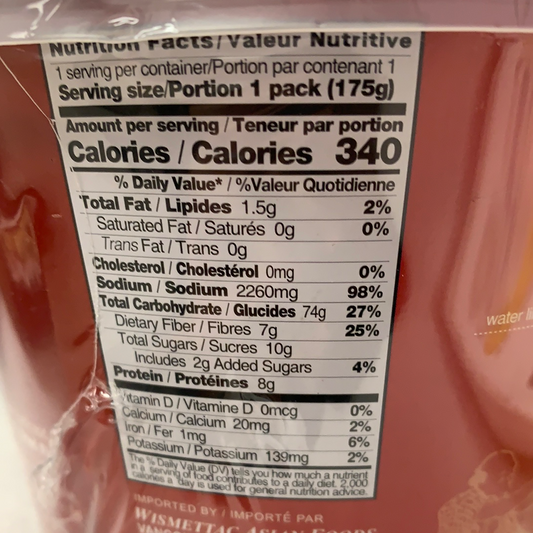 Nutrition Facts / Valeur Nutritive
1 serving per container/Portion par contenant 1
Serving size/Portion 1 pack (175g)
Amount per serving / Teneur par portion
Calories / Calories 340
% Daily Value* / %Valeur Quotidienne
Total Fat / Lipides 1.5g 2%
Saturated Fat / Saturés 0g 0%
Trans Fat / Trans 0g
Cholesterol / Cholestérol 0mg 0%
Sodium / Sodium 2260mg 98%
Total Carbohydrate / Glucides 74g 27%
Dietary Fiber / Fibres 7g 25%
Total Sugars / Sucres 10g
Includes 2g Added Sugars 4%
Protein / Protéines 8g
Vitamin D / Vitamine D 0mcg 0%
Calcium / Calcium 20mg 2%
Iron / Fer 1mg 6%
Potassium / Potassium 139mg 2%
The % Daily Value (DV) tells you how much a nutrient
in a serving of food contributes to a daily diet. 2,000
calories a day is used for general nutrition advice.
IMPORTED BY / IMPORTÉ PAR
WISMETTAC ASIAN FOODS
water